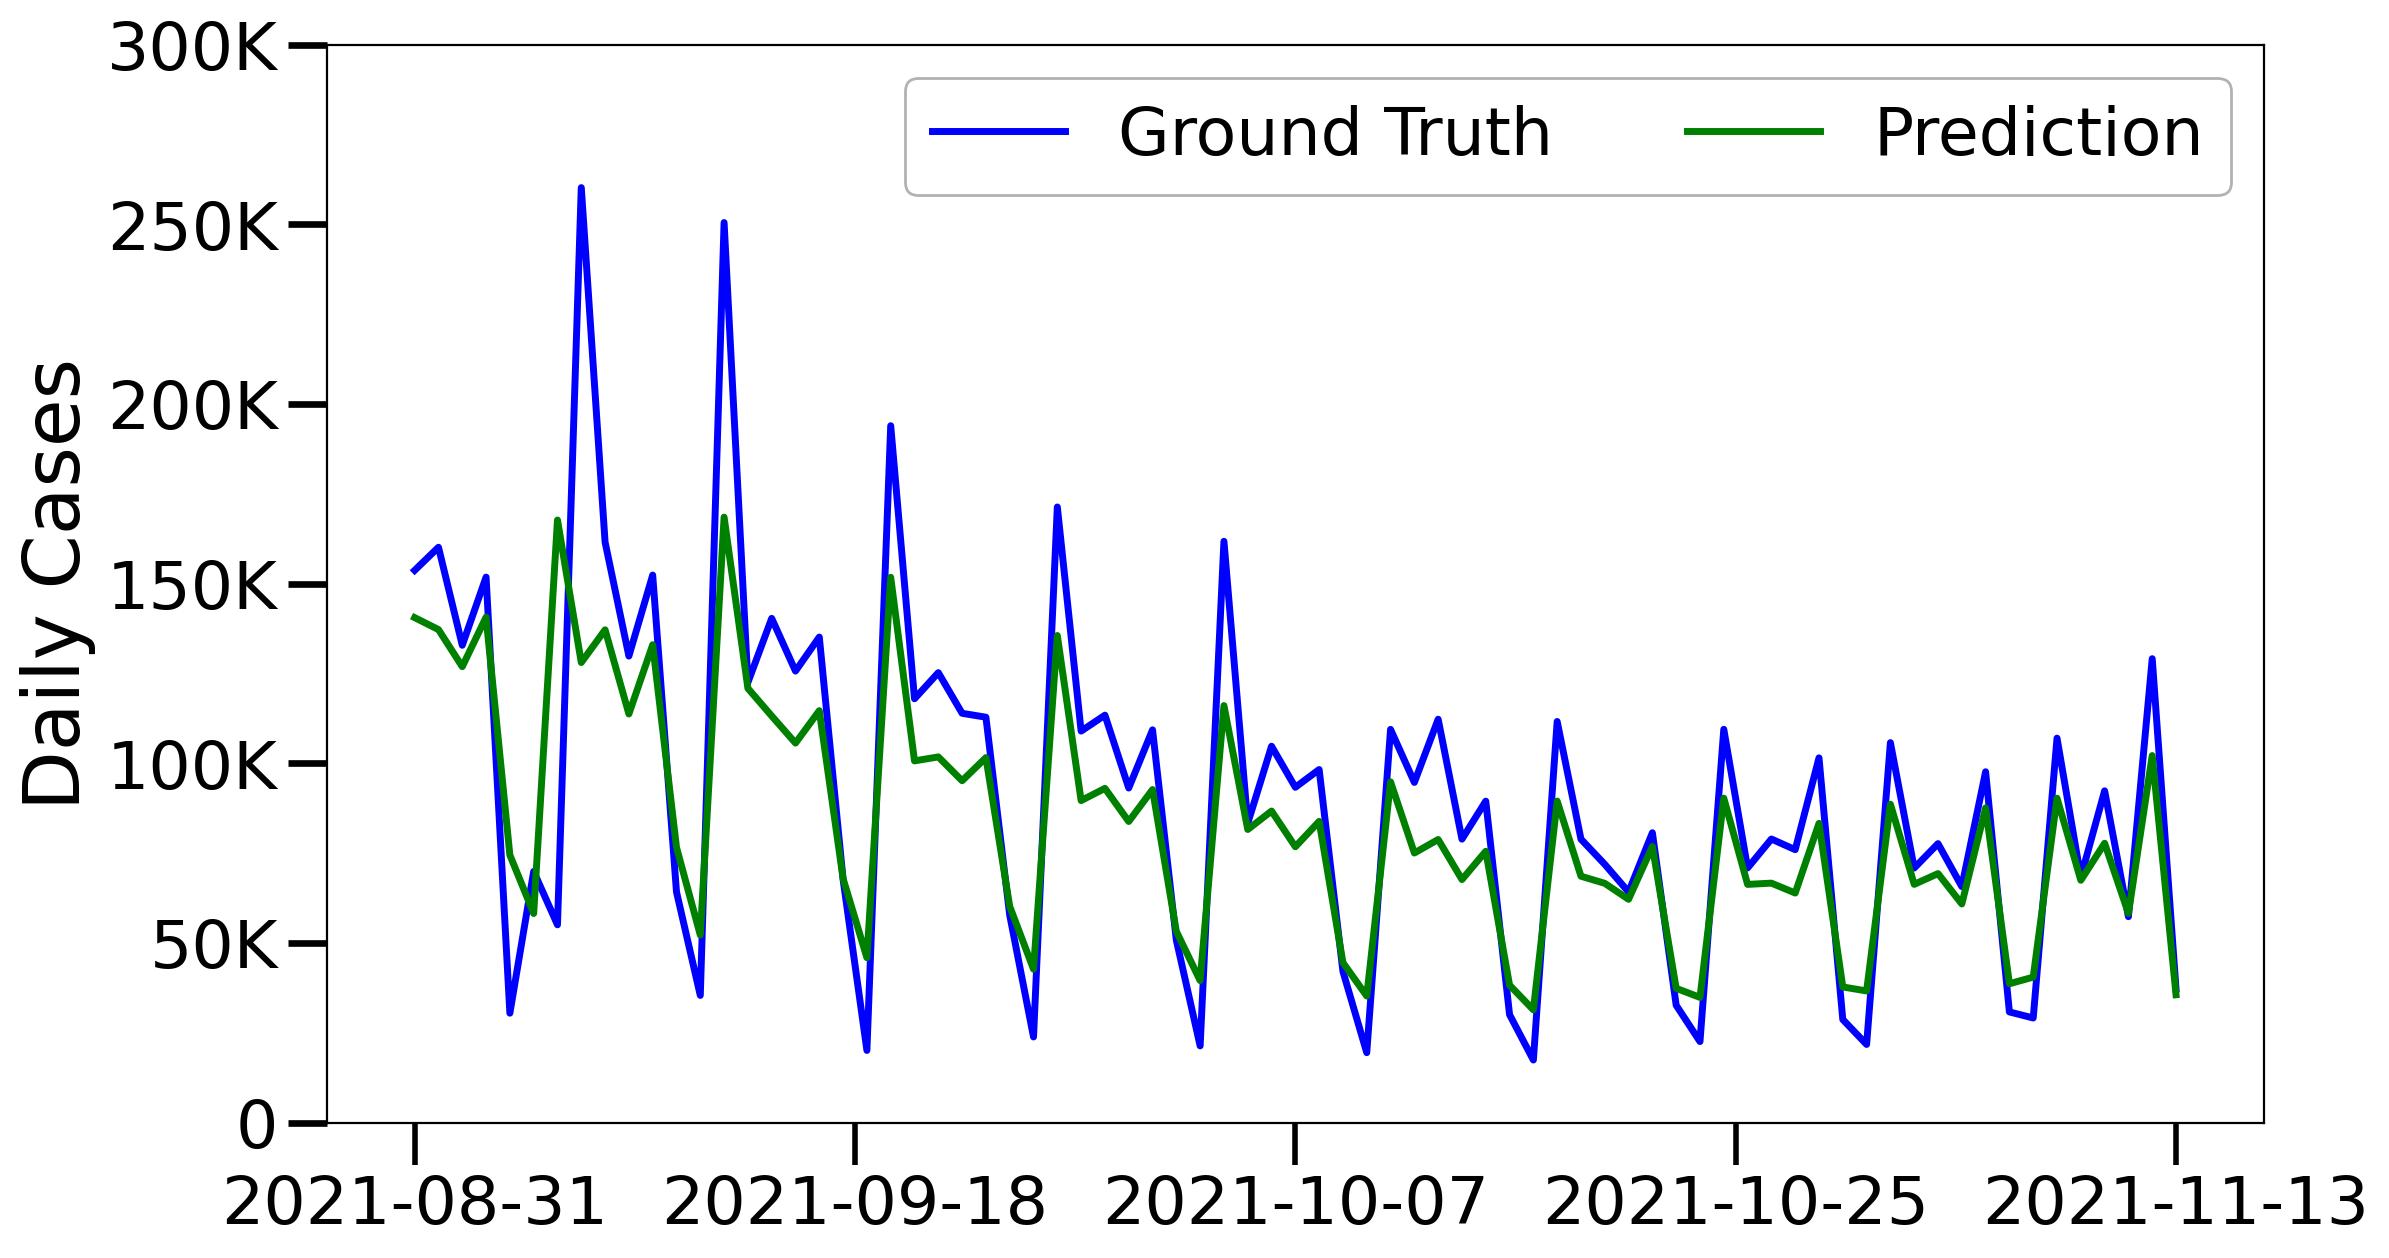 300K
250K
200K
150K
100K
50K
0
Daily Cases
Ground Truth
Prediction
2021-08-31
2021-09-18
2021-10-07
2021-10-25
2021-11-13